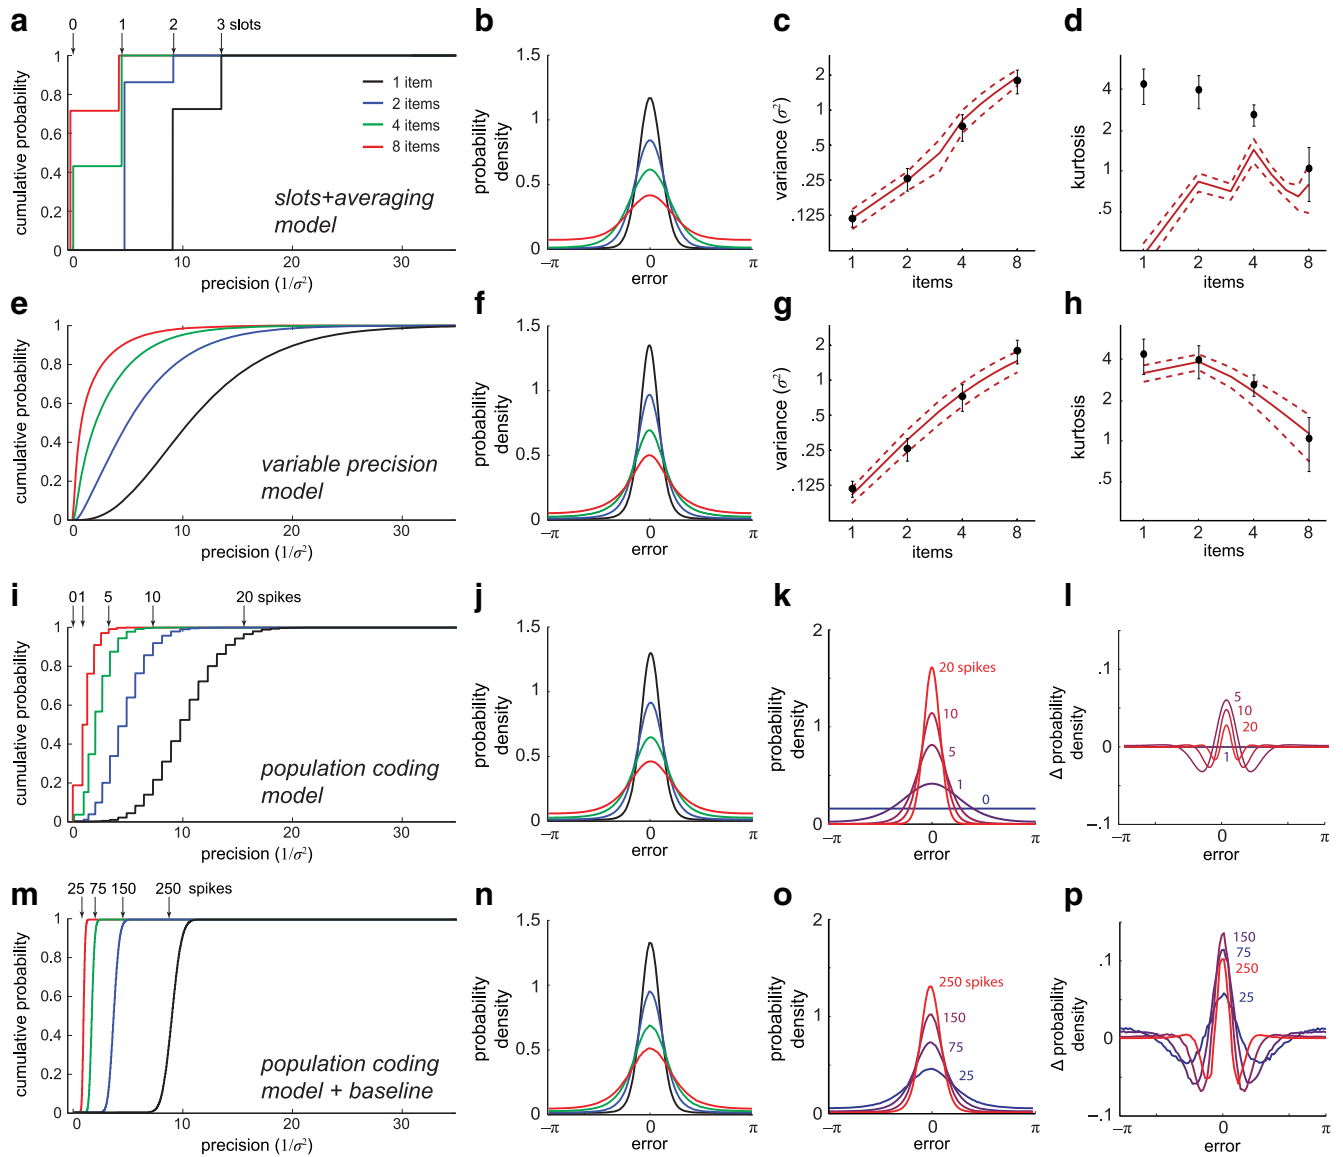 a
0 1 2 3 slots
1
0.8
0.6
0.4
0.2
0
cumulative probability
1 item
2 items
4 items
8 items
slots+averaging
model
0 10 20 30
precision (1/σ²)
b
1.5
1
0.5
0
probability
density
−π 0 π
error
c
2
1
.5
.25
.125
variance (σ²)
1 2 4 8
items
d
4
2
1
.5
kurtosis
1 2 4 8
items
e
1
0.8
0.6
0.4
0.2
0
cumulative probability
variable precision
model
0 10 20 30
precision (1/σ²)
f
1.5
1
0.5
0
probability
density
−π 0 π
error
g
2
1
.5
.25
.125
variance (σ²)
1 2 4 8
items
h
4
2
1
.5
kurtosis
1 2 4 8
items
i
0 1 5 10 20 spikes
1
0.8
0.6
0.4
0.2
0
cumulative probability
population coding
model
0 10 20 30
precision (1/σ²)
j
1.5
1
0.5
0
probability
density
−π 0 π
error
k
2
1
0
probability
density
20 spikes
10
5
1
0
−π 0 π
error
l
.1
0
−.1
Δ probability
density
5
10
20
1
−π 0 π
error
m
25 75 150 250 spikes
1
0.8
0.6
0.4
0.2
0
cumulative probability
population coding
model + baseline
0 10 20 30
precision (1/σ²)
n
1.5
1
0.5
0
probability
density
−π 0 π
error
o
2
1
0
probability
density
250 spikes
150
75
25
−π 0 π
error
p
.1
0
−.1
Δ probability
density
150
75
250
25
−π 0 π
error